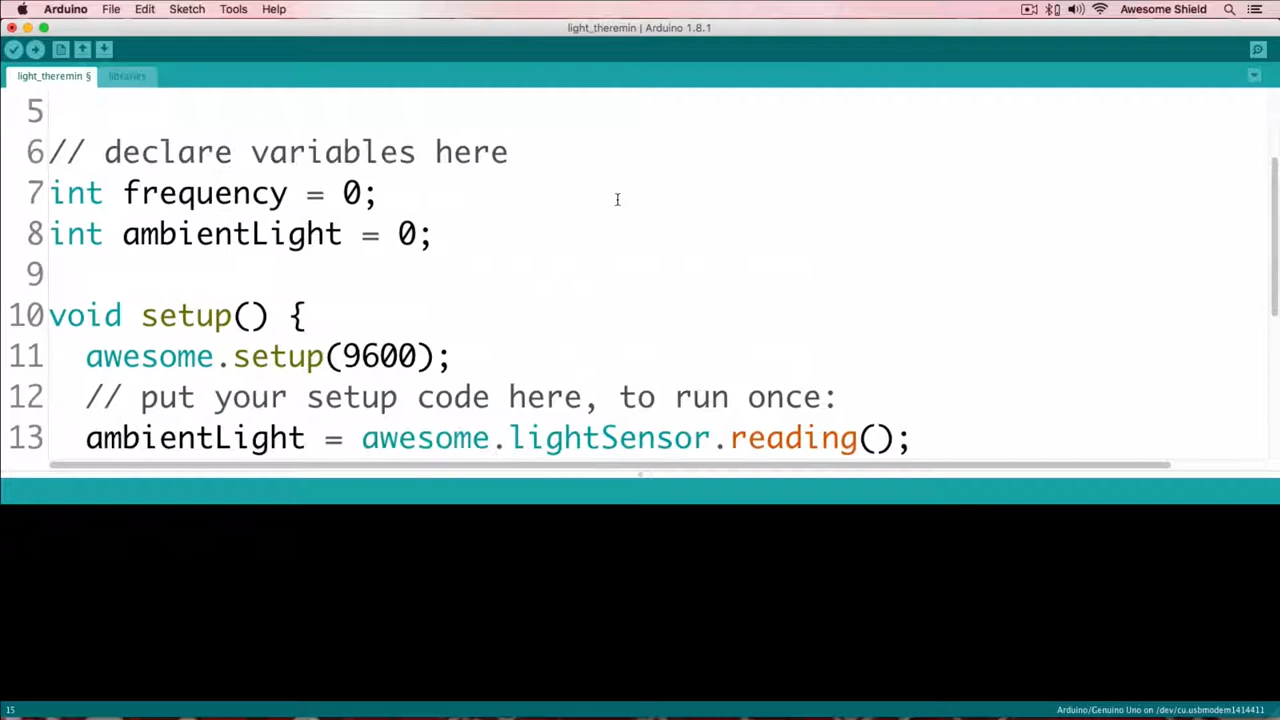 Arduino File Edit Sketch Tools Help Awesome Shield
light_theremin | Arduino 1.8.1
light_theremin § libraries
5
6 // declare variables here
7 int frequency = 0;
8 int ambientLight = 0;
9
10 void setup() {
11 awesome.setup(9600);
12 // put your setup code here, to run once:
13 ambientLight = awesome.lightSensor.reading();
15 Arduino/Genuino Uno on /dev/cu.usbmodem1414411